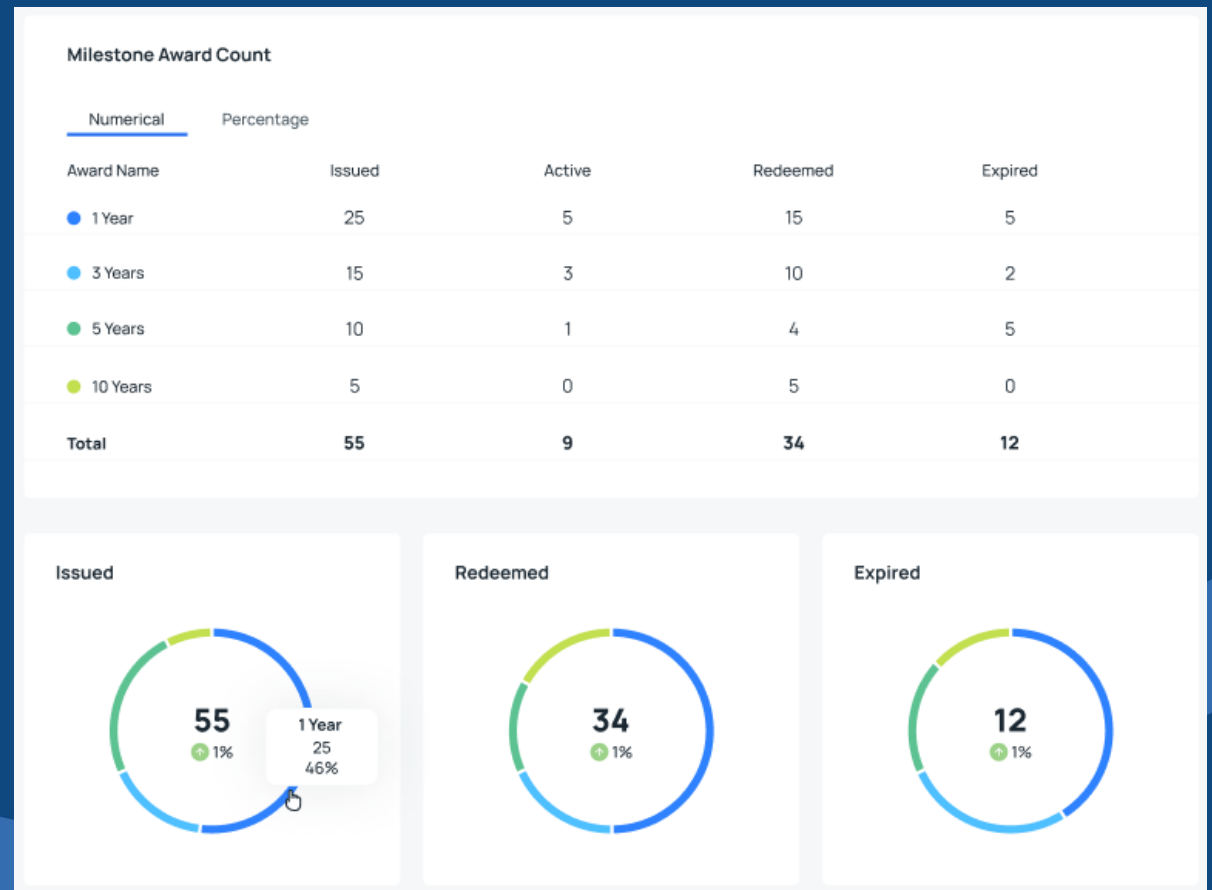 Milestone Award Count
Numerical Percentage
Award Name Issued Active Redeemed Expired
1 Year 25 5 15 5
3 Years 15 3 10 2
5 Years 10 1 4 5
10 Years 5 0 5 0
Total 55 9 34 12
Issued Redeemed Expired
55 34 12
1% 1% 1%
1 Year
25
46%